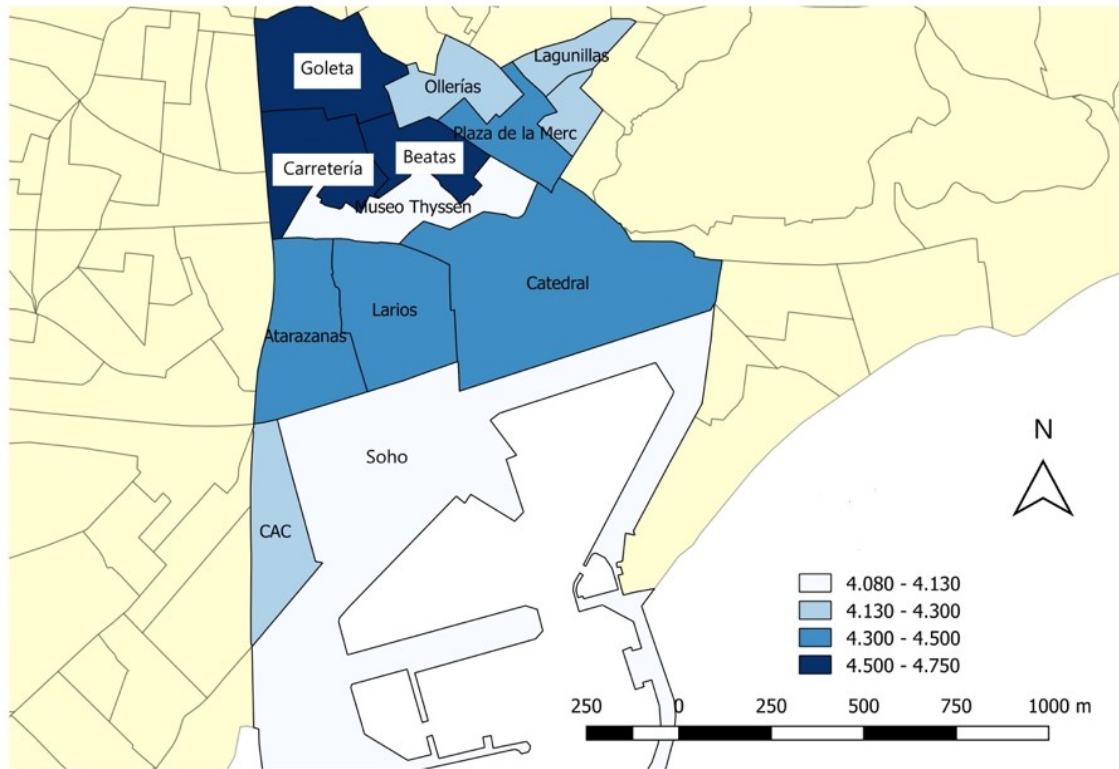 Goleta
Lagunillas
Ollerías
Plaza de la Merc
Beatas
Carretería
Museo Thyssen
Catedral
Larios
Atarazanas
Soho
CAC
N
4.080 - 4.130
4.130 - 4.300
4.300 - 4.500
4.500 - 4.750
250 0 250 500 750 1000 m